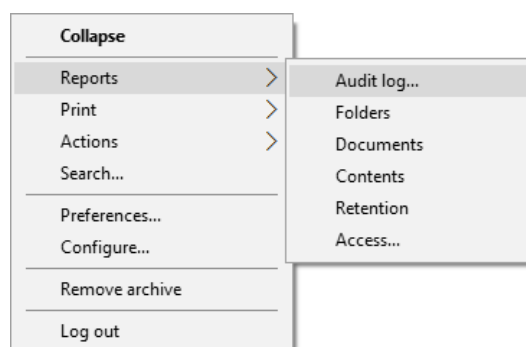 Collapse
Reports
Print
Actions
Search...
Preferences...
Configure...
Remove archive
Log out
Audit log...
Folders
Documents
Contents
Retention
Access...